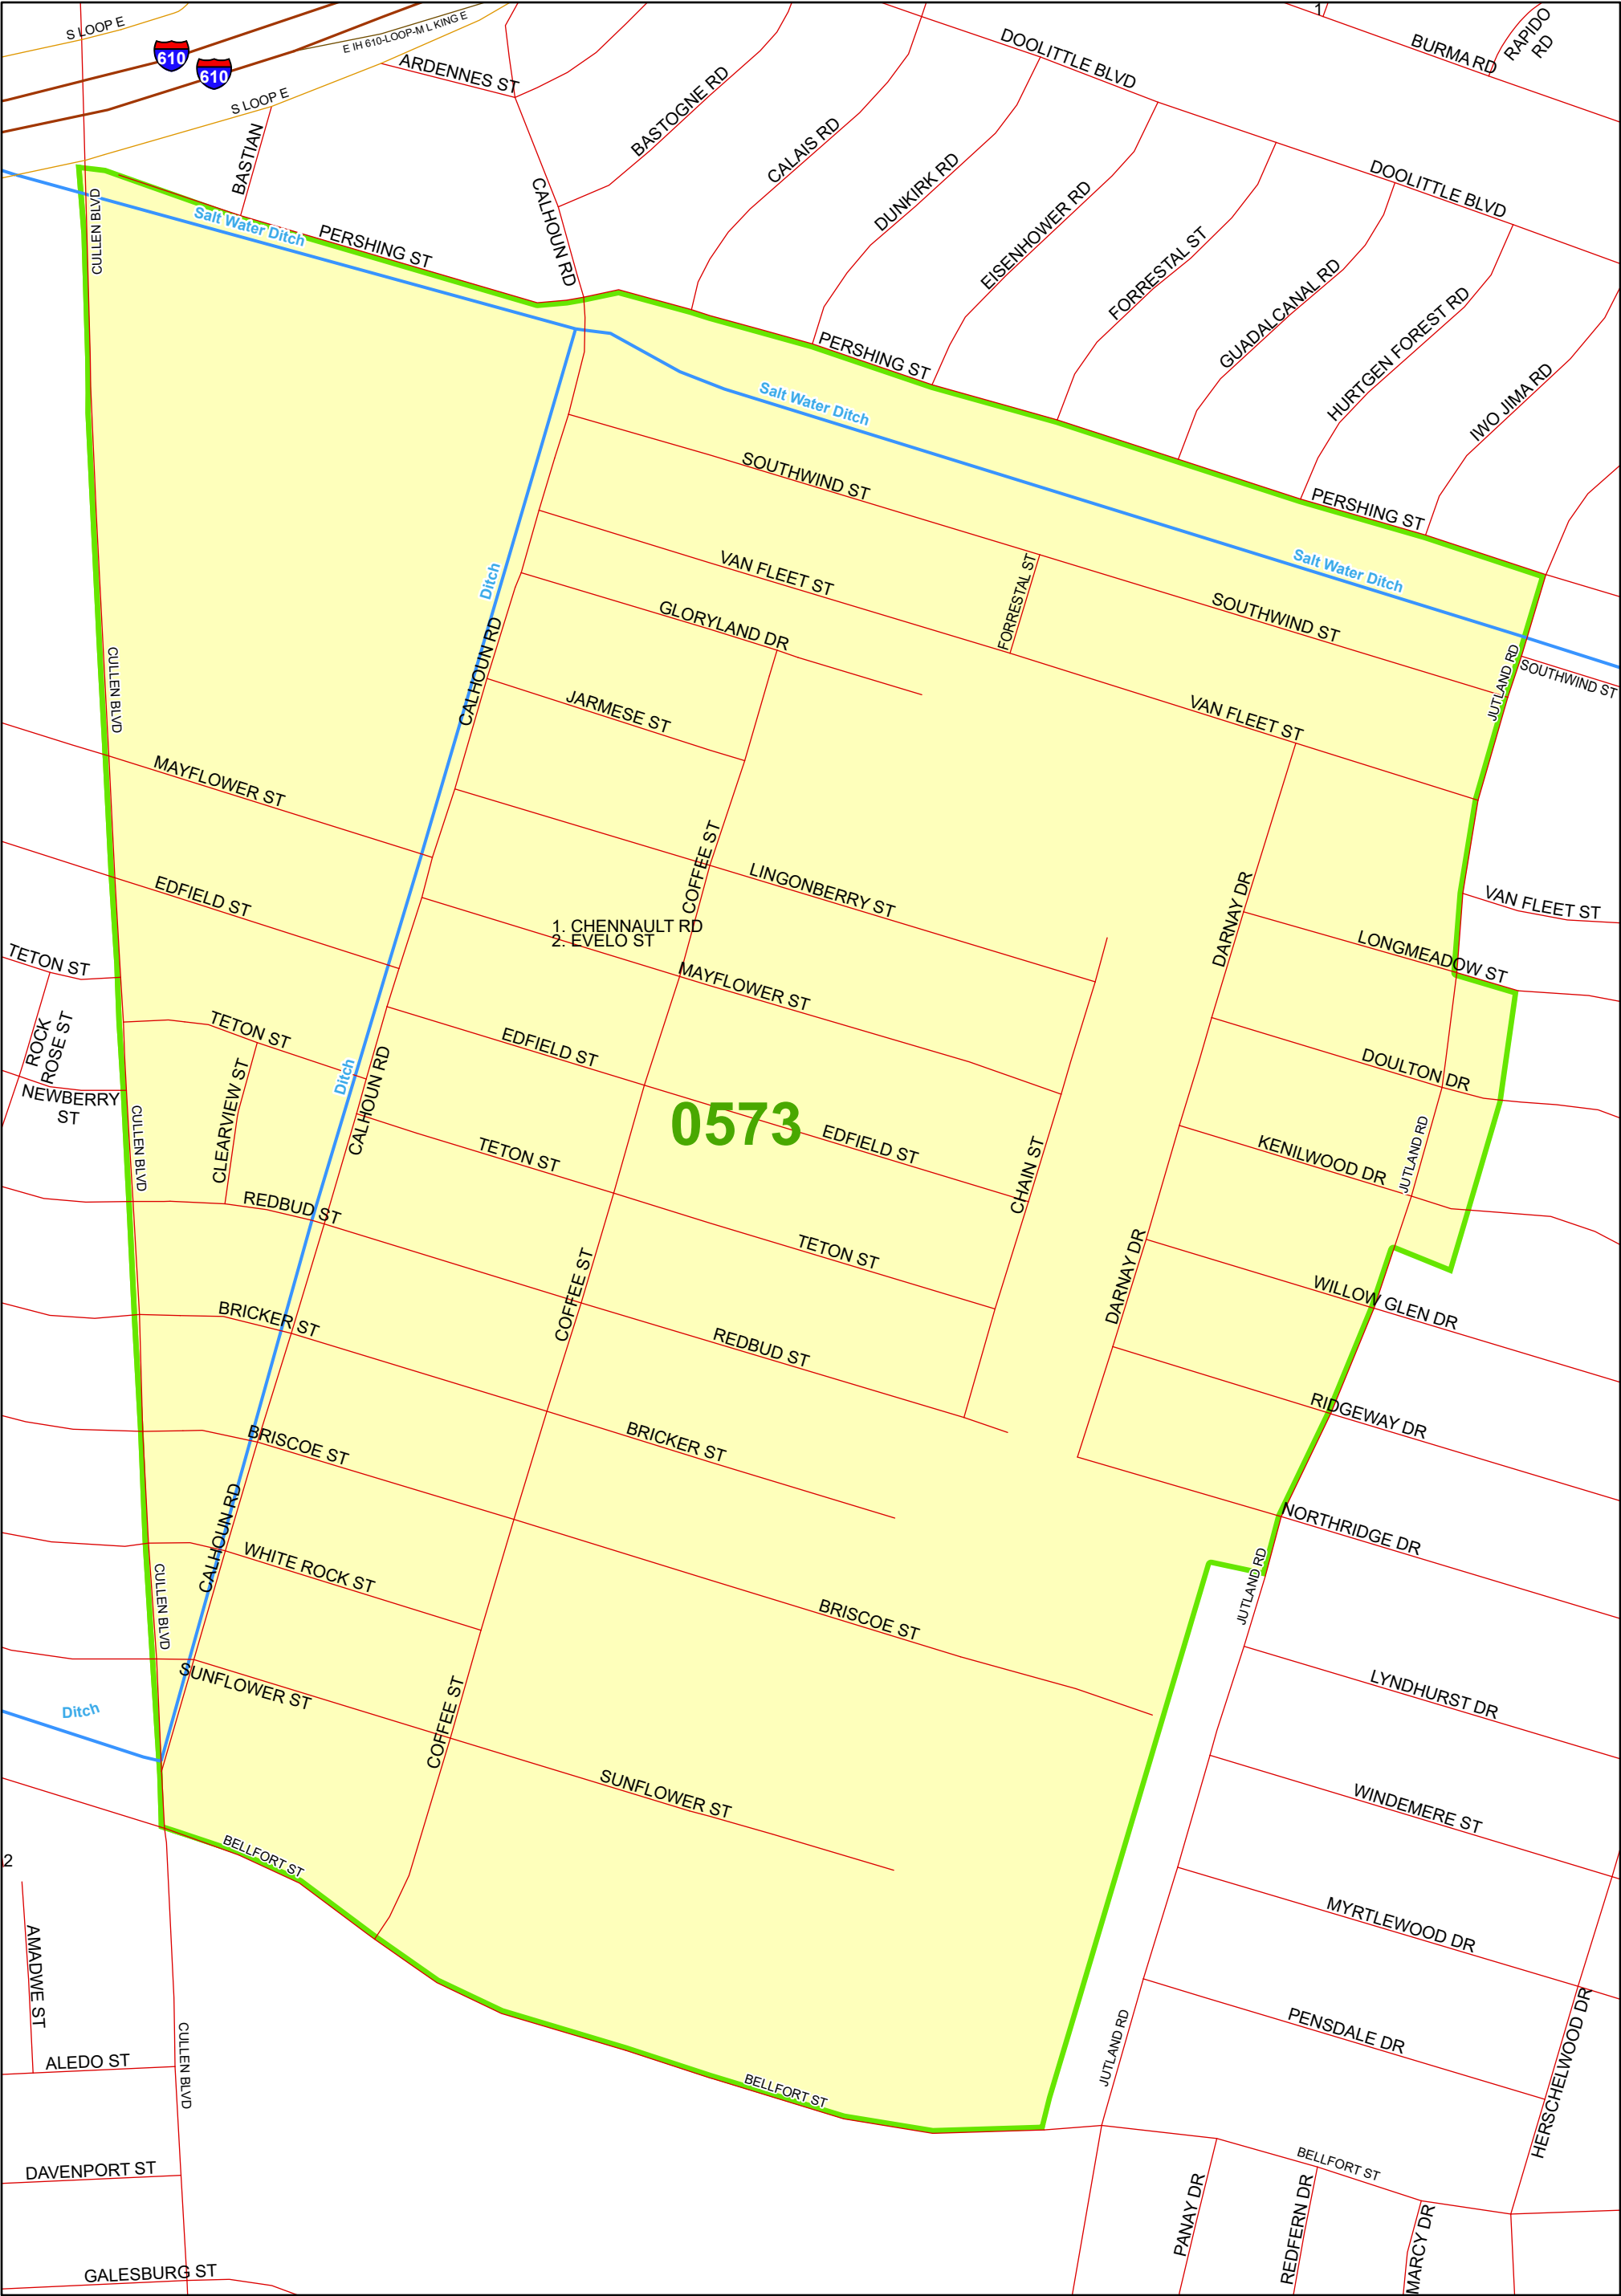 S LOOP E
610
610
E IH 610-LOOP-M L KING E
S LOOP E
ARDENNES ST
BASTIAN
BASTOGNE RD
CALAIS RD
DUNKIRK RD
DOOLITTLE BLVD
1
BURMA RD
RAPIDO
RD
EISENHOWER RD
FORRESTAL ST
DOOLITTLE BLVD
GUADALCANAL RD
HURTGEN FOREST RD
IWO JIMA RD
CALHOUN RD
CULLEN BLVD
Salt Water Ditch
PERSHING ST
PERSHING ST
Salt Water Ditch
PERSHING ST
Salt Water Ditch
SOUTHWIND ST
VAN FLEET ST
FORRESTAL ST
SOUTHWIND ST
SOUTHWIND ST
JUTLAND RD
Ditch
GLORYLAND DR
CALHOUN RD
CULLEN BLVD
JARMESE ST
VAN FLEET ST
MAYFLOWER ST
COFFEE ST
LINGONBERRY ST
DARNAY DR
VAN FLEET ST
EDFIELD ST
1. CHENNAULT RD
2. EVELO ST
LONGMEADOW ST
TETON ST
MAYFLOWER ST
ROCK
ROSE ST
TETON ST
EDFIELD ST
Ditch
CALHOUN RD
DOULTON DR
NEWBERRY
ST
CLEARVIEW ST
CULLEN BLVD
0573
EDFIELD ST
TETON ST
CHAIN ST
KENILWOOD DR
JUTLAND RD
REDBUD ST
TETON ST
COFFEE ST
DARNAY DR
WILLOW GLEN DR
BRICKER ST
REDBUD ST
RIDGEWAY DR
BRISCOE ST
BRICKER ST
CALHOUN RD
NORTHRIDGE DR
WHITE ROCK ST
CULLEN BLVD
JUTLAND RD
BRISCOE ST
SUNFLOWER ST
COFFEE ST
LYNDHURST DR
Ditch
SUNFLOWER ST
WINDEMERE ST
BELLFORT ST
2
AMADWE ST
MYRTLEWOOD DR
PENSDALE DR
HERSCHELWOOD DR
JUTLAND RD
CULLEN BLVD
ALEDO ST
BELLFORT ST
DAVENPORT ST
BELLFORT ST
PANAY DR
REDFERN DR
MARCY DR
GALESBURG ST